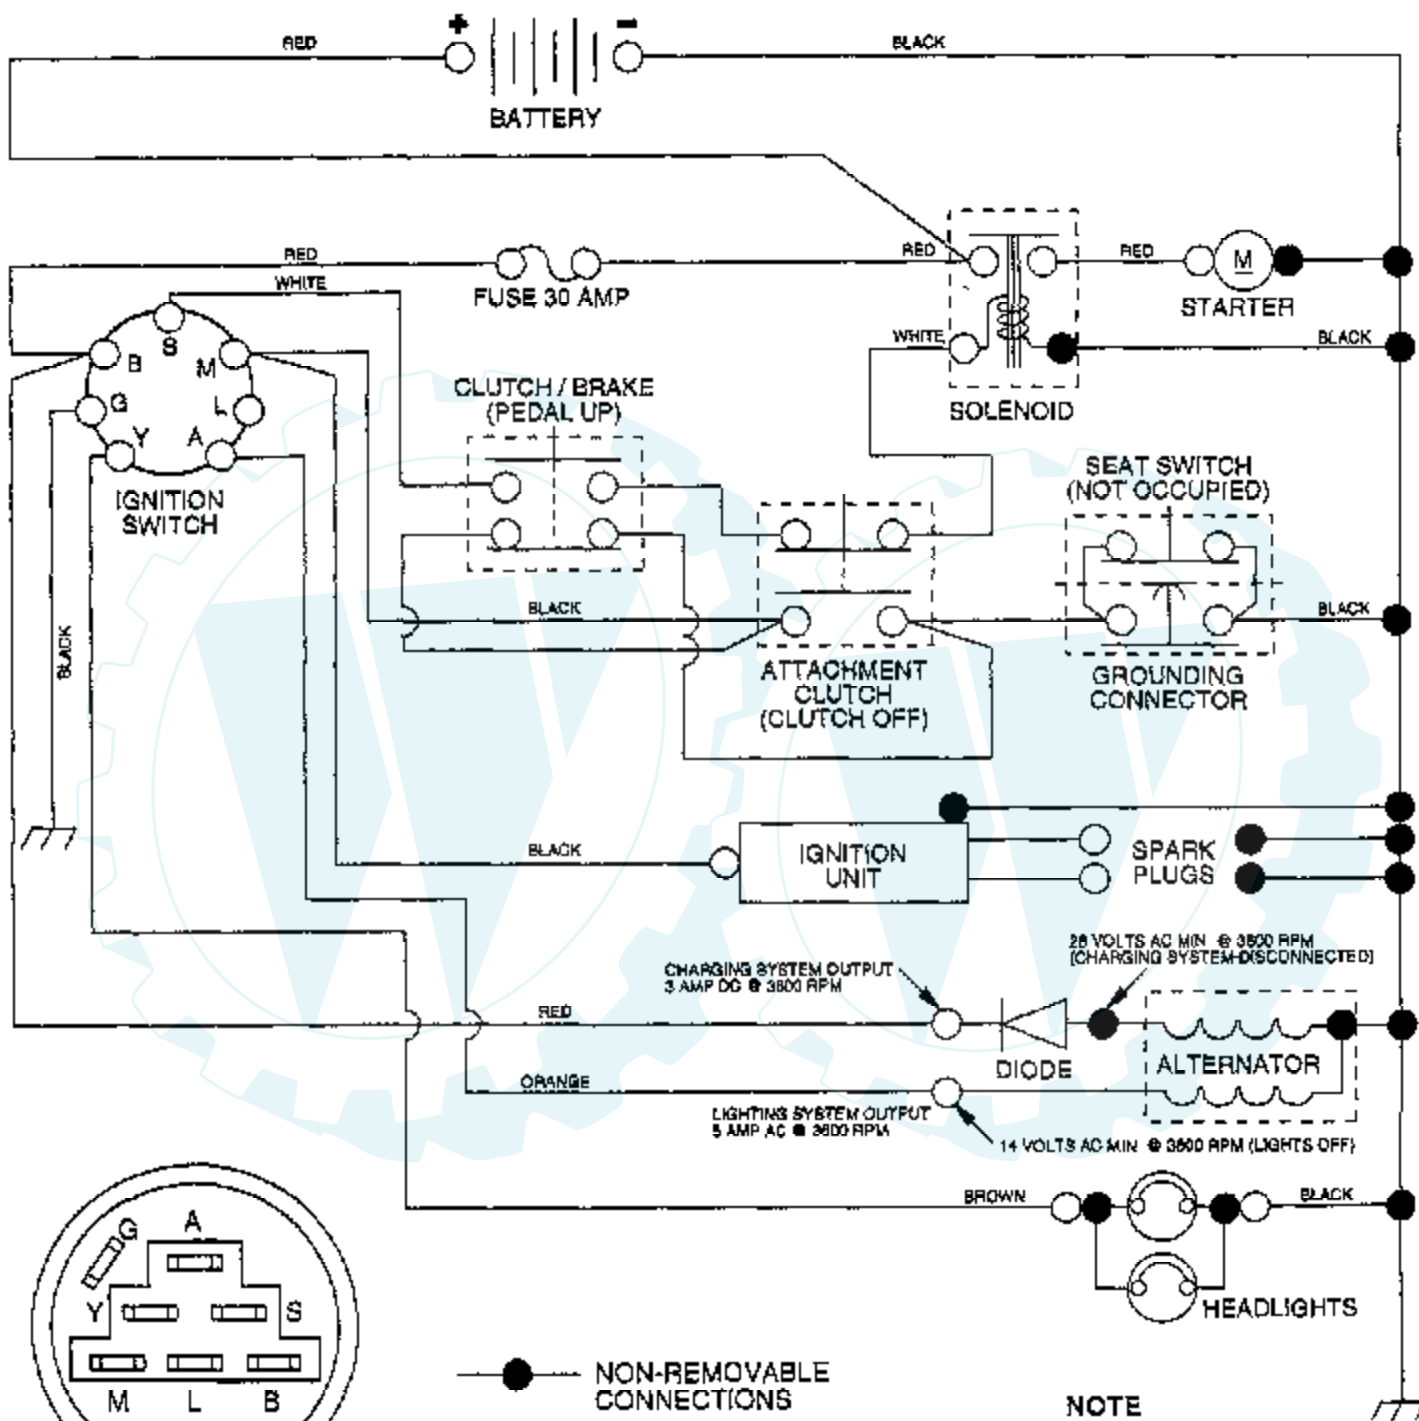 + -
RED
BLACK
BATTERY
RED
RED
RED
M
WHITE
FUSE 30 AMP
STARTER
S
B
M
WHITE
BLACK
CLUTCH / BRAKE
(PEDAL UP)
SOLENOID
G
L
Y
A
IGNITION
SWITCH
SEAT SWITCH
(NOT OCCUPIED)
BLACK
BLACK
BLACK
ATTACHMENT
CLUTCH
(CLUTCH OFF)
GROUNDING
CONNECTOR
BLACK
IGNITION
UNIT
SPARK
PLUGS
28 VOLTS AC MIN @ 3600 RPM
(CHARGING SYSTEM DISCONNECTED)
CHARGING SYSTEM OUTPUT
3 AMP DC @ 3600 RPM
RED
DIODE
ALTERNATOR
ORANGE
LIGHTING SYSTEM OUTPUT
5 AMP AC @ 3600 RPM
14 VOLTS AC MIN @ 3600 RPM (LIGHTS OFF)
BROWN
BLACK
HEADLIGHTS
G
A
Y
S
M L B
NON-REMOVABLE
CONNECTIONS
NOTE